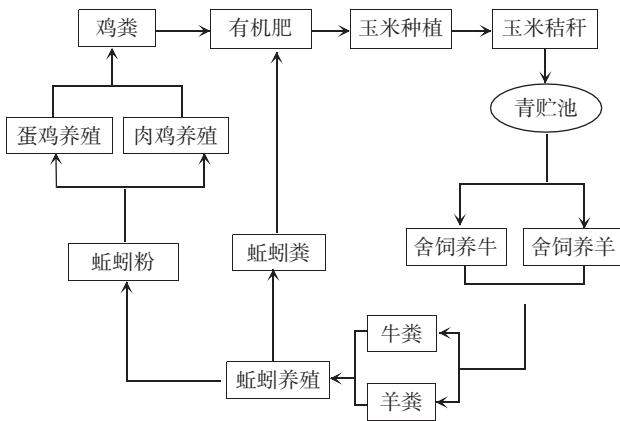 鸡粪
有机肥
玉米种植
玉米秸秆
青贮池
蛋鸡养殖
肉鸡养殖
舍饲养牛
舍饲养羊
蚯蚓粉
蚯蚓粪
牛粪
蚯蚓养殖
羊粪